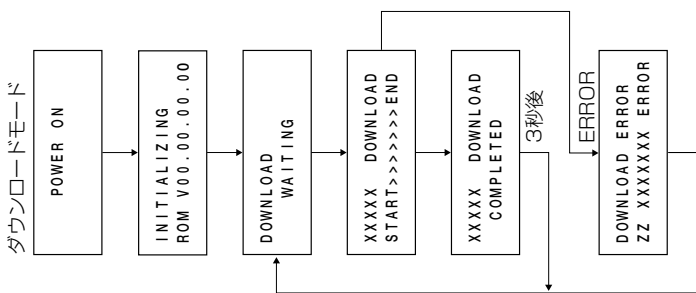 ダウンロードモード
POWER ON
INITIALIZING
ROM V00.00.00.00
DOWNLOAD
WAITING
XXXXX DOWNLOAD
START>>>>>>>>END
XXXXX DOWNLOAD
COMPLETED
3秒後
ERROR
DOWNLOAD ERROR
ZZ XXXXXXX ERROR